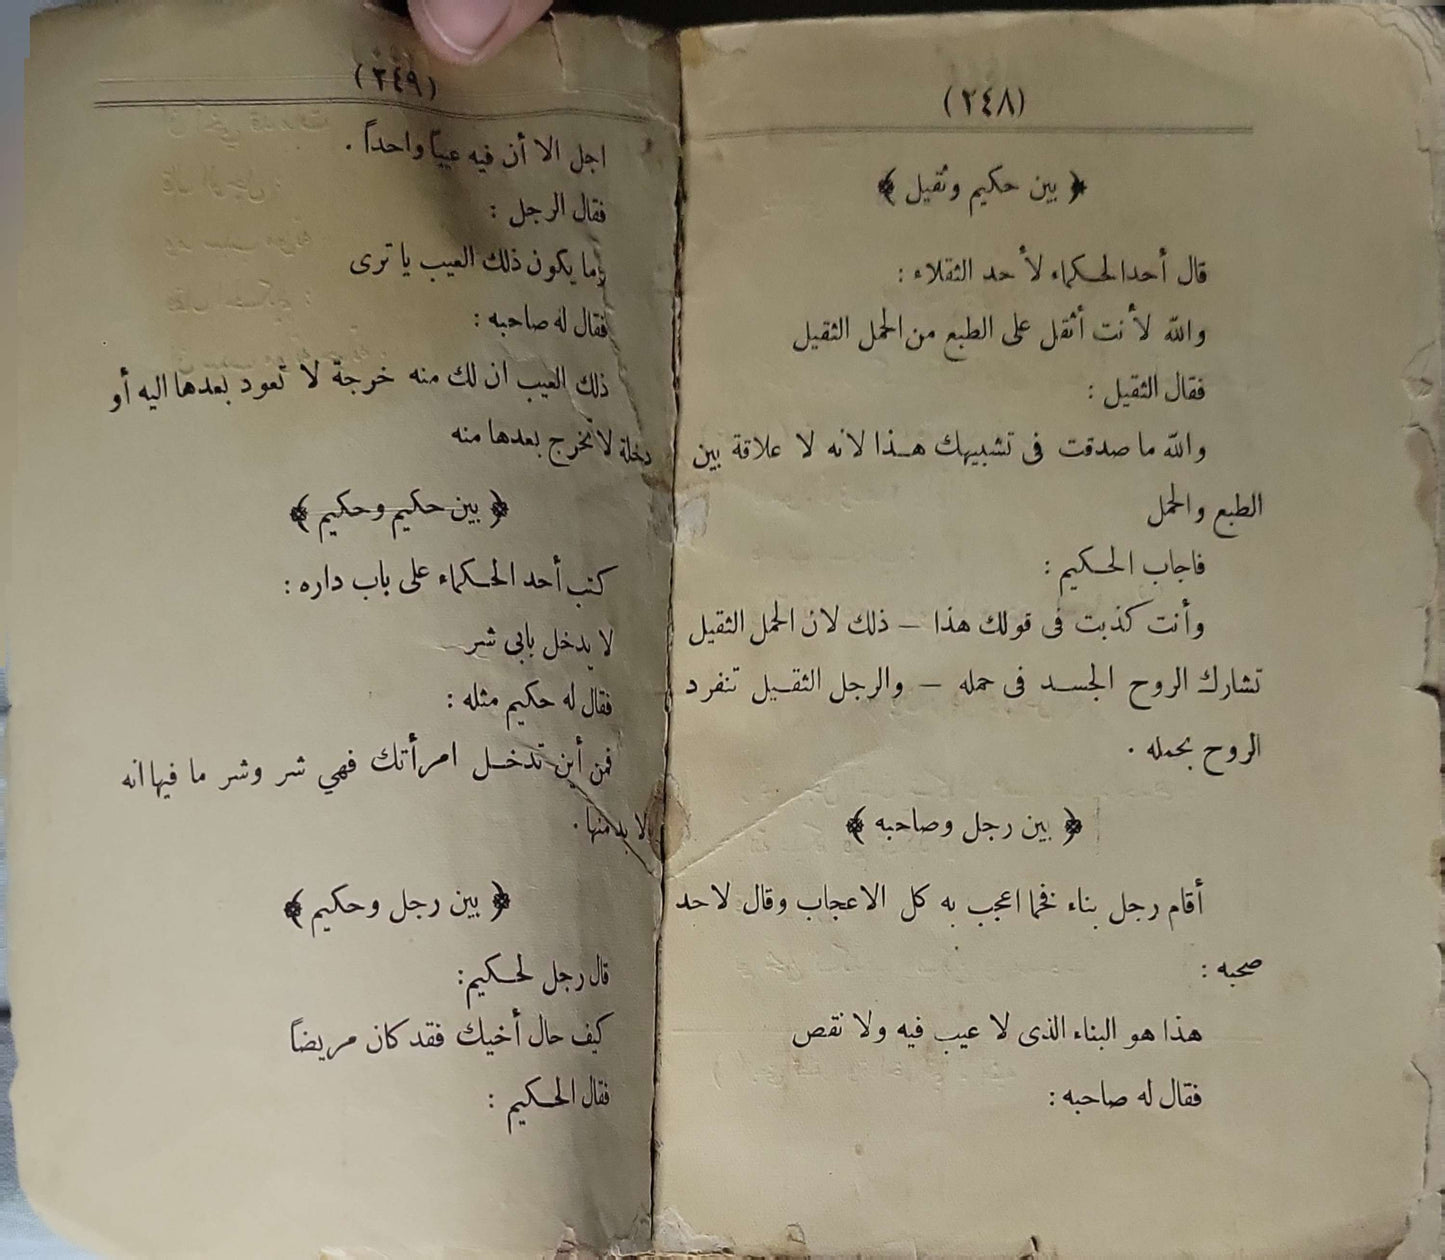 (٢٤٨)
﴿ بين حكيم وثقيل ﴾
قال أحد الحكماء لأحد الثقلاء :
والله لأنت أثقل على الطبع من الحمل الثقيل
فقال الثقيل :
والله ما صدقت فى تشبيهك هذا لانه لا علاقة بين
الطبع والحمل
فاجاب الحكيم :
وأنت كذبت فى قولك هذا — ذلك لان الحمل الثقيل
تشارك الروح الجسد فى حمله — والرجل الثقيل تنفرد
الروح بحمله .
﴿ بين رجل وصاحبه ﴾
أقام رجل بناء فخما اعجب به كل الاعجاب وقال لاحد
صحبه :
هذا هو البناء الذى لا عيب فيه ولا نقص
فقال له صاحبه :
(٢٤٩)
اجل الا أن فيه عيباً واحداً .
فقال الرجل :
وما يكون ذلك العيب يا ترى
فقال له صاحبه :
ذلك العيب ان لك منه خرجة لا تعود بعدها اليه أو
دخلة لا تخرج بعدها منه
﴿ بين حكيم وحكيم ﴾
كتب أحد الحكماء على باب داره :
لا يدخل بابى شر
فقال له حكيم مثله :
فمن أين تدخل امرأتك فهي شر وشر ما فيها انه
لا بد منها .
﴿ بين رجل وحكيم ﴾
قال رجل لحكيم :
كيف حال أخيك فقد كان مريضاً
فقال الحكيم :